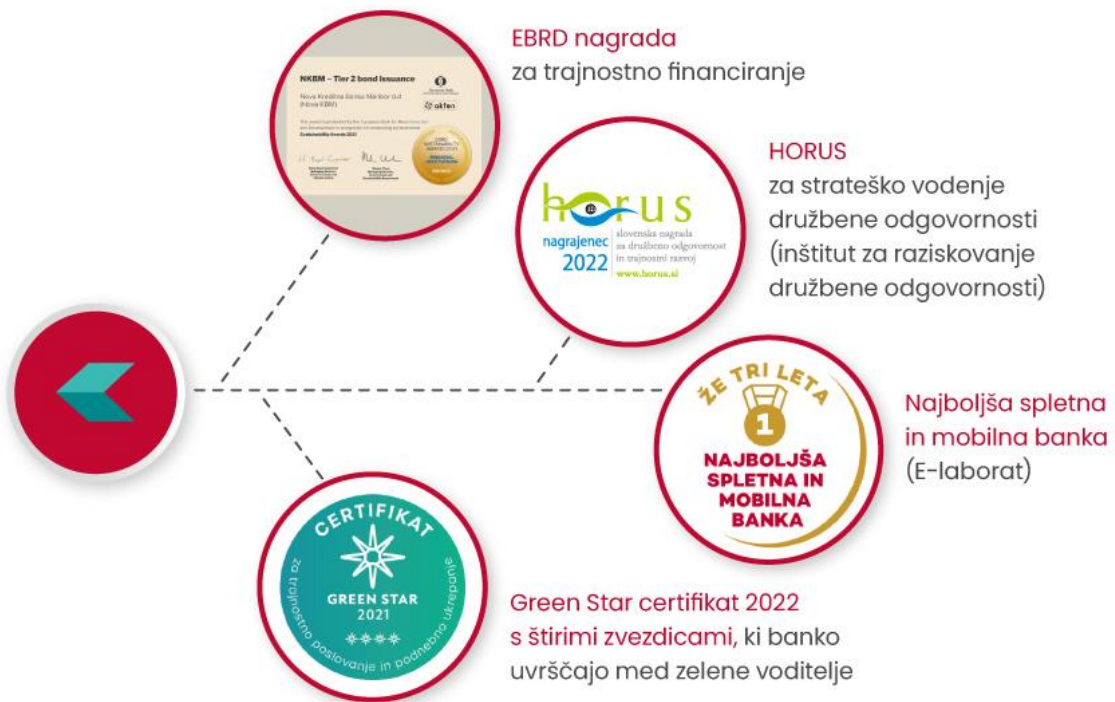 EBRD nagrada
za trajnostno financiranje
NKBM – Tier 2 bond Issuance
Nova Kreditna banka Maribor d.d.
(Nova KBM)
Sustainability Awards 2022
akten
HORUS
za strateško vodenje
družbene odgovornosti
(inštitut za raziskovanje
družbene odgovornosti)
horus
nagrajenec
2022
slovenska nagrada
za družbeno odgovornost
in trajnostni razvoj
www.horus.si
ŽE TRI LETA
1
NAJBOLJŠA
SPLETNA IN
MOBILNA
BANKA
Najboljša spletna
in mobilna banka
(E-laborat)
CERTIFIKAT
GREEN STAR
2021
za trajnostno poslovanje in podnebno ukrepanje
Green Star certifikat 2022
s štirimi zvezdicami, ki banko
uvrščajo med zelene voditelje